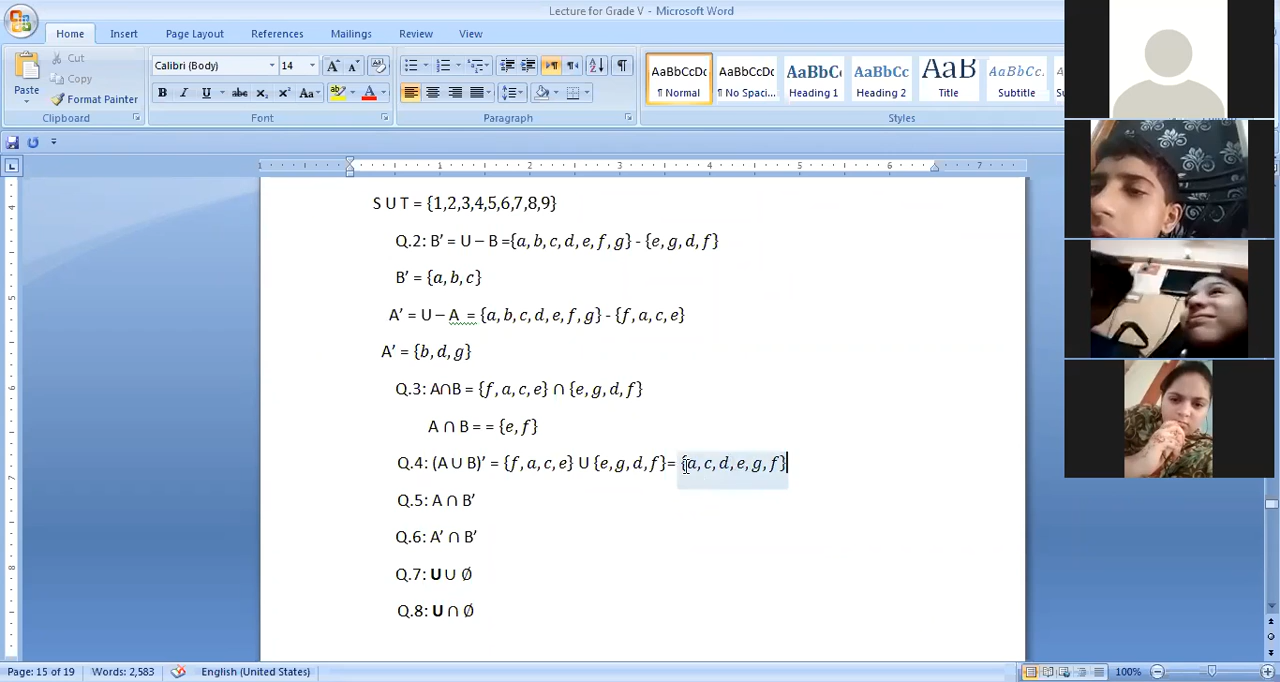 Lecture for Grade V - Microsoft Word
Home Insert Page Layout References Mailings Review View
Cut
Copy
Format Painter
Paste
Clipboard
Calibri (Body) 14
Font
Paragraph
AaBbCcDc AaBbCcDc AaBbC AaBbCc AaB AaBbCc.
¶ Normal ¶ No Spaci... Heading 1 Heading 2 Title Subtitle
Styles
S U T = {1,2,3,4,5,6,7,8,9}
Q.2: B’ = U – B ={a, b, c, d, e, f, g} - {e, g, d, f}
B’ = {a, b, c}
A’ = U – A = {a, b, c, d, e, f, g} - {f, a, c, e}
A’ = {b, d, g}
Q.3: A∩B = {f, a, c, e} ∩ {e, g, d, f}
A ∩ B = = {e, f}
Q.4: (A ∪ B)’ = {f, a, c, e} U {e, g, d, f}= {a, c, d, e, g, f}
Q.5: A ∩ B’
Q.6: A’ ∩ B’
Q.7: U ∪ Ø
Q.8: U ∩ Ø
Page: 15 of 19 Words: 2,583 English (United States) 100%